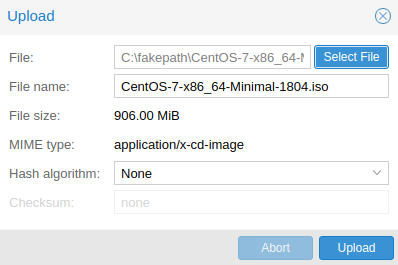 Upload
File: C:\fakepath\CentOS-7-x86_64-M Select File
File name: CentOS-7-x86_64-Minimal-1804.iso
File size: 906.00 MiB
MIME type: application/x-cd-image
Hash algorithm: None
Checksum: none
Abort Upload